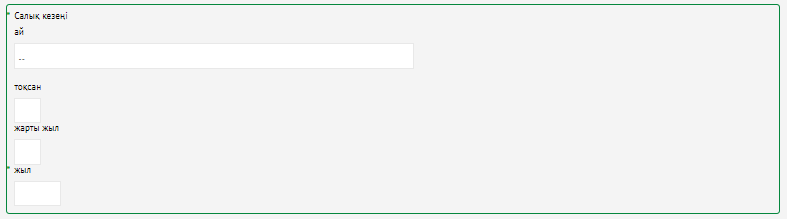 Салық кезеңі
ай
--
тоқсан
жарты жыл
жыл